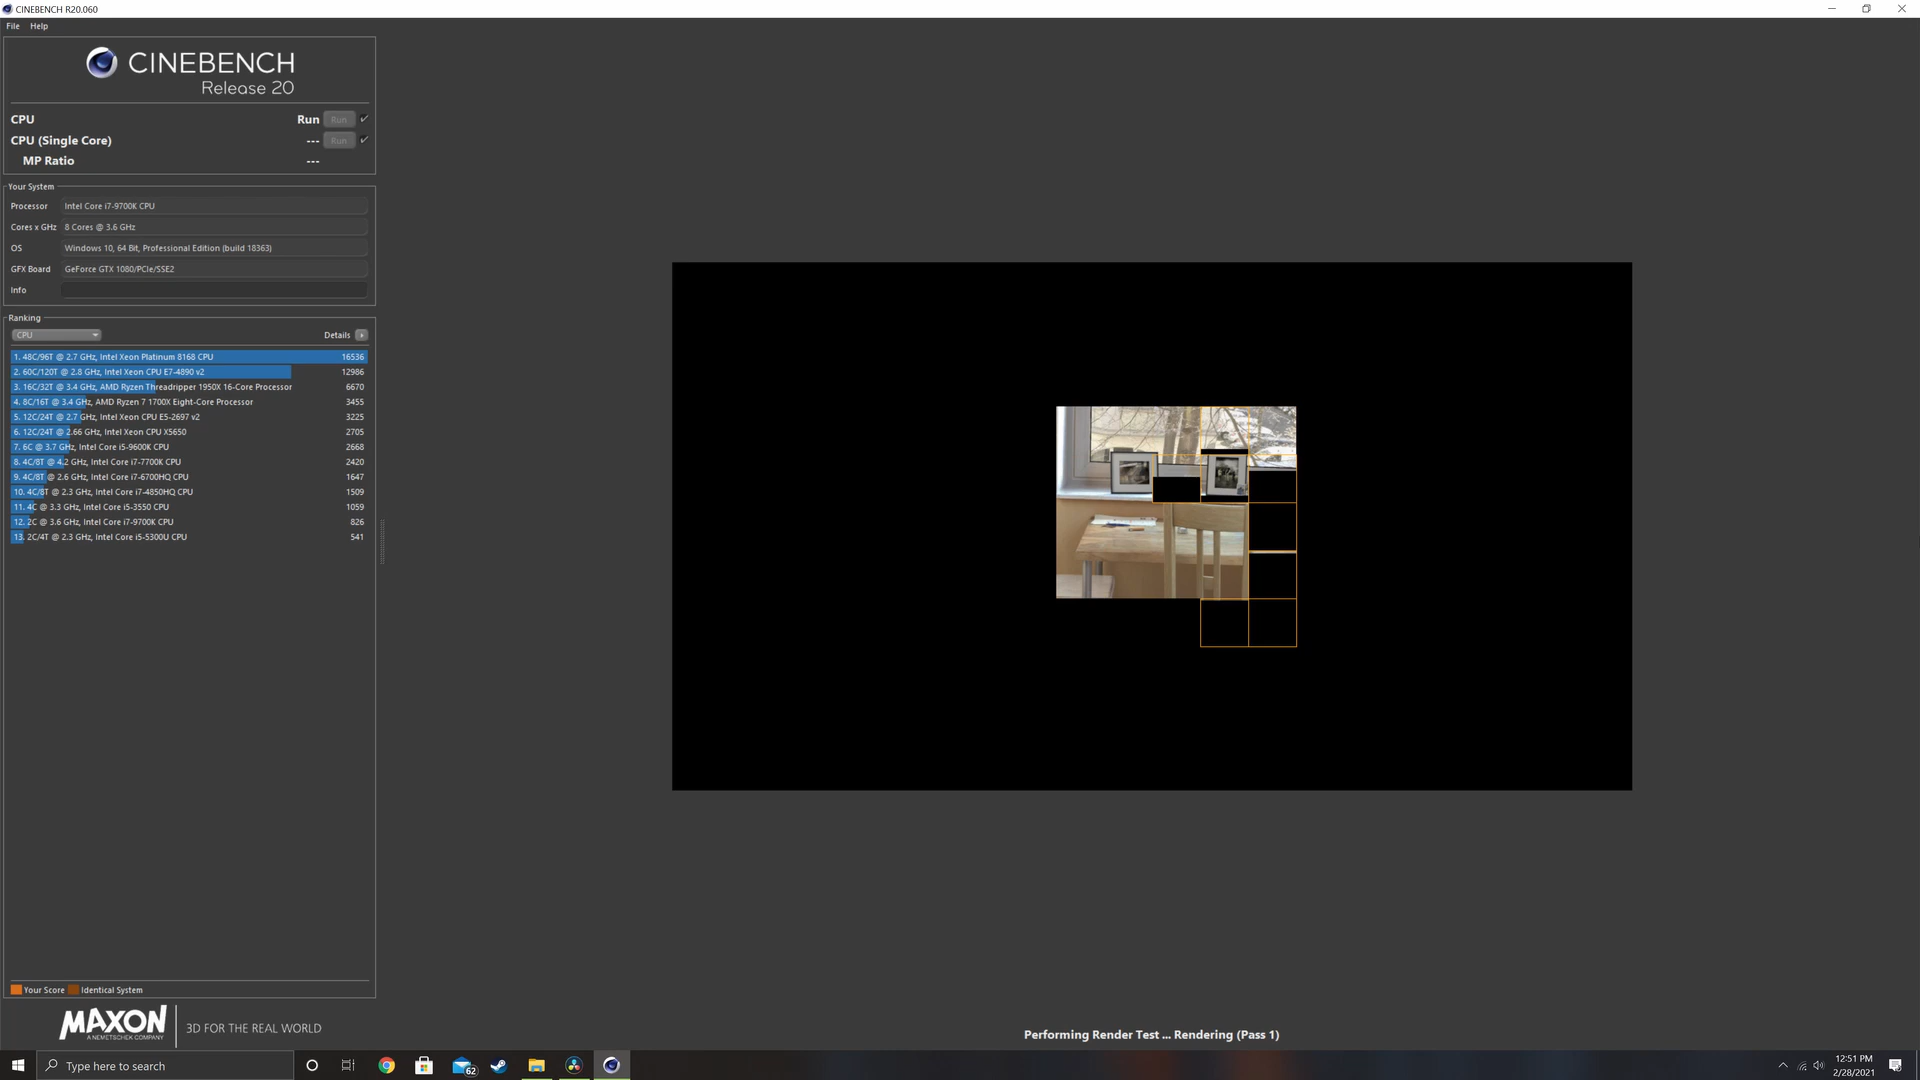 CINEBENCH R20.060
File Help
CINEBENCH
Release 20
CPU Run Run
CPU (Single Core) --- Run
MP Ratio ---
Your System
Processor Intel Core i7-9700K CPU
Cores x GHz 8 Cores @ 3.6 GHz
OS Windows 10, 64 Bit, Professional Edition (build 18363)
GFX Board GeForce GTX 1080/PCIe/SSE2
Info
Ranking
CPU Details
1. 48C/96T @ 2.7 GHz, Intel Xeon Platinum 8168 CPU 16536
2. 60C/120T @ 2.8 GHz, Intel Xeon CPU E7-4890 v2 12986
3. 16C/32T @ 3.4 GHz, AMD Ryzen Threadripper 1950X 16-Core Processor 6670
4. 8C/16T @ 3.4 GHz, AMD Ryzen 7 1700X Eight-Core Processor 3455
5. 12C/24T @ 2.7 GHz, Intel Xeon CPU E5-2697 v2 3225
6. 12C/24T @ 2.66 GHz, Intel Xeon CPU X5650 2705
7. 6C @ 3.7 GHz, Intel Core i5-9600K CPU 2668
8. 4C/8T @ 4.2 GHz, Intel Core i7-7700K CPU 2420
9. 4C/8T @ 2.6 GHz, Intel Core i7-6700HQ CPU 1647
10. 4C/8T @ 2.3 GHz, Intel Core i7-4850HQ CPU 1509
11. 4C @ 3.3 GHz, Intel Core i5-3550 CPU 1059
12. 2C @ 3.6 GHz, Intel Core i7-9700K CPU 826
13. 2C/4T @ 2.3 GHz, Intel Core i5-5300U CPU 541
Your Score Identical System
MAXON
A NEMETSCHEK COMPANY
3D FOR THE REAL WORLD
Performing Render Test ... Rendering (Pass 1)
Type here to search
62
12:51 PM
2/28/2021